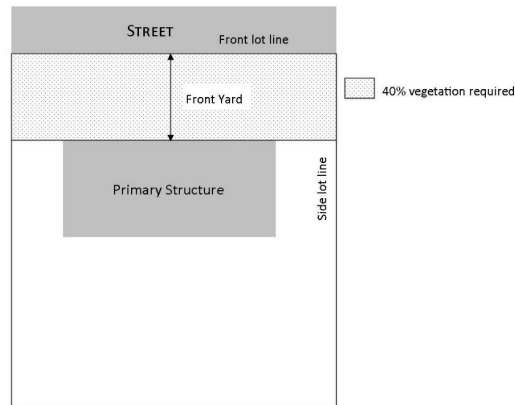 STREET
Front lot line
40% vegetation required
Front Yard
Side lot line
Primary Structure